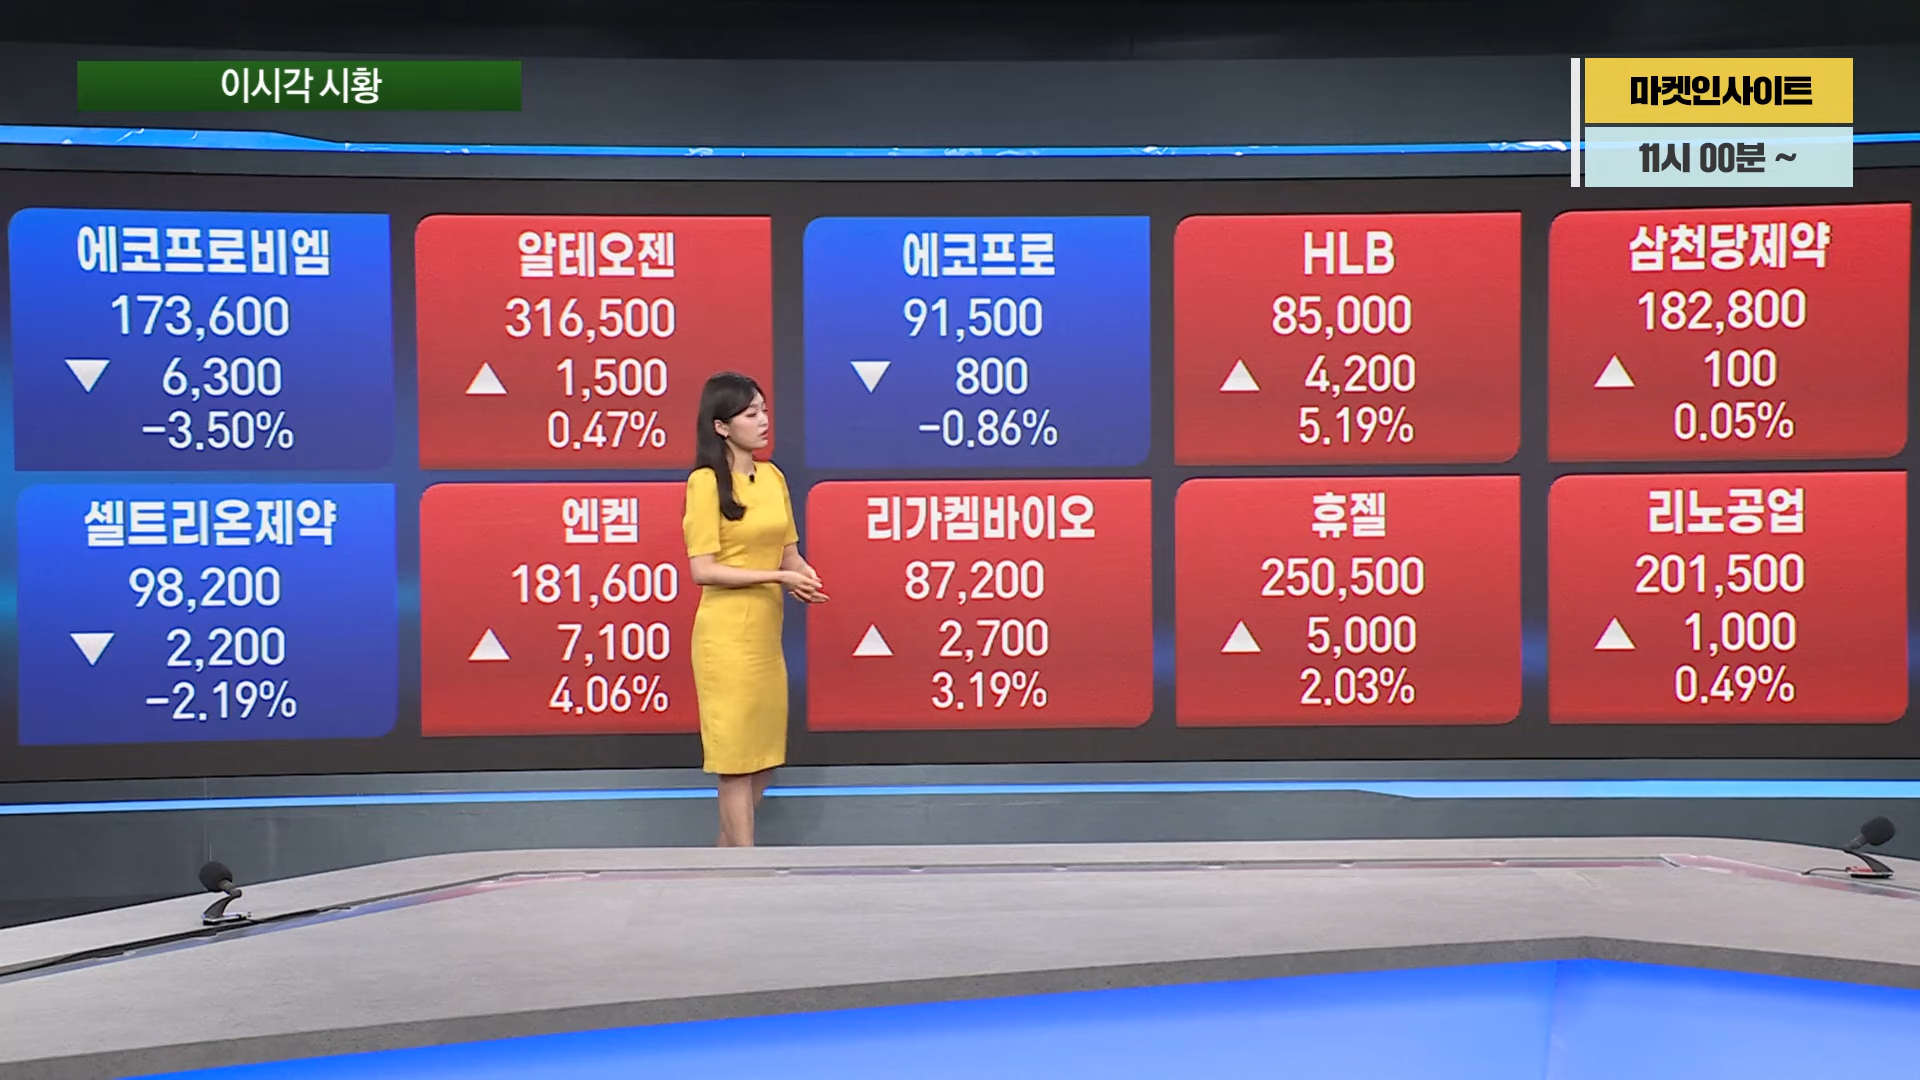 이시각 시황
마켓인사이트
11시 00분 ~
에코프로비엠
173,600
▼ 6,300
-3.50%
알테오젠
316,500
▲ 1,500
0.47%
에코프로
91,500
▼ 800
-0.86%
HLB
85,000
▲ 4,200
5.19%
삼천당제약
182,800
▲ 100
0.05%
셀트리온제약
98,200
▼ 2,200
-2.19%
엔켐
181,600
▲ 7,100
4.06%
리가켐바이오
87,200
▲ 2,700
3.19%
휴젤
250,500
▲ 5,000
2.03%
리노공업
201,500
▲ 1,000
0.49%